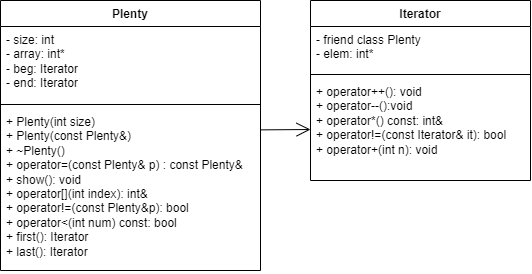 Plenty
- size: int
- array: int*
- beg: Iterator
- end: Iterator
+ Plenty(int size)
+ Plenty(const Plenty&)
+ ~Plenty()
+ operator=(const Plenty& p) : const Plenty&
+ show(): void
+ operator[](int index): int&
+ operator!=(const Plenty&p): bool
+ operator<(int num) const: bool
+ first(): Iterator
+ last(): Iterator
Iterator
- friend class Plenty
- elem: int*
+ operator++(): void
+ operator--():void
+ operator*() const: int&
+ operator!=(const Iterator& it): bool
+ operator+(int n): void